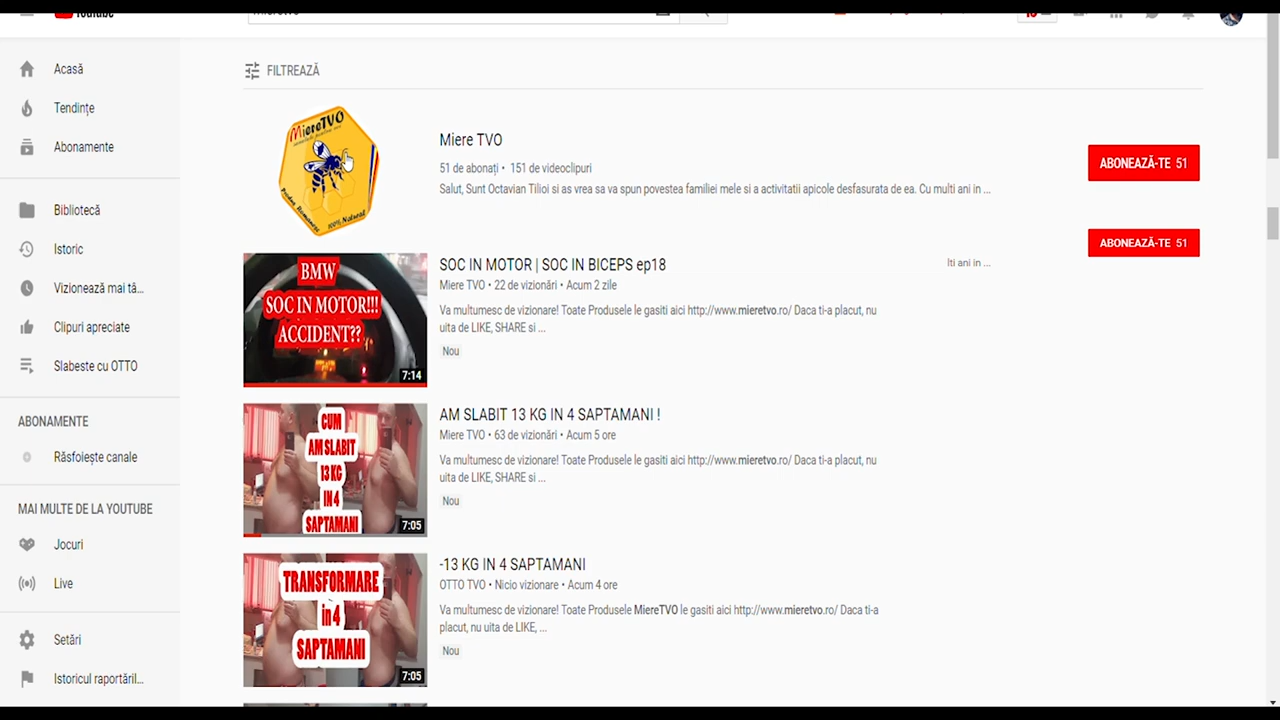 Acasă
Tendințe
Abonamente
Bibliotecă
Istoric
Vizionează mai tâ...
Clipuri apreciate
Slabeste cu OTTO
ABONAMENTE
Răsfoiește canale
MAI MULTE DE LA YOUTUBE
Jocuri
Live
Setări
Istoricul raportăril...
FILTREAZĂ
MiereTVO
Produs Romanesc
100% Natural
Miere TVO
51 de abonați • 151 de videoclipuri
Salut, Sunt Octavian Tilioi si as vrea sa va spun povestea familiei mele si a activitatii apicole desfasurata de ea. Cu multi ani in ...
ABONEAZĂ-TE 51
ABONEAZĂ-TE 51
lti ani in ...
BMW
SOC IN MOTOR!!!
ACCIDENT??
7:14
SOC IN MOTOR | SOC IN BICEPS ep18
Miere TVO • 22 de vizionări • Acum 2 zile
Va multumesc de vizionare! Toate Produsele le gasiti aici http://www.mieretvo.ro/ Daca ti-a placut, nu
uita de LIKE, SHARE si ...
Nou
CUM
AM SLABIT
13 KG
IN 4
SAPTAMANI
7:05
AM SLABIT 13 KG IN 4 SAPTAMANI !
Miere TVO • 63 de vizionări • Acum 5 ore
Va multumesc de vizionare! Toate Produsele le gasiti aici http://www.mieretvo.ro/ Daca ti-a placut, nu
uita de LIKE, SHARE si ...
Nou
TRANSFORMARE
in 4
SAPTAMANI
7:05
-13 KG IN 4 SAPTAMANI
OTTO TVO • Nicio vizionare • Acum 4 ore
Va multumesc de vizionare! Toate Produsele MiereTVO le gasiti aici http://www.mieretvo.ro/ Daca ti-a
placut, nu uita de LIKE, ...
Nou